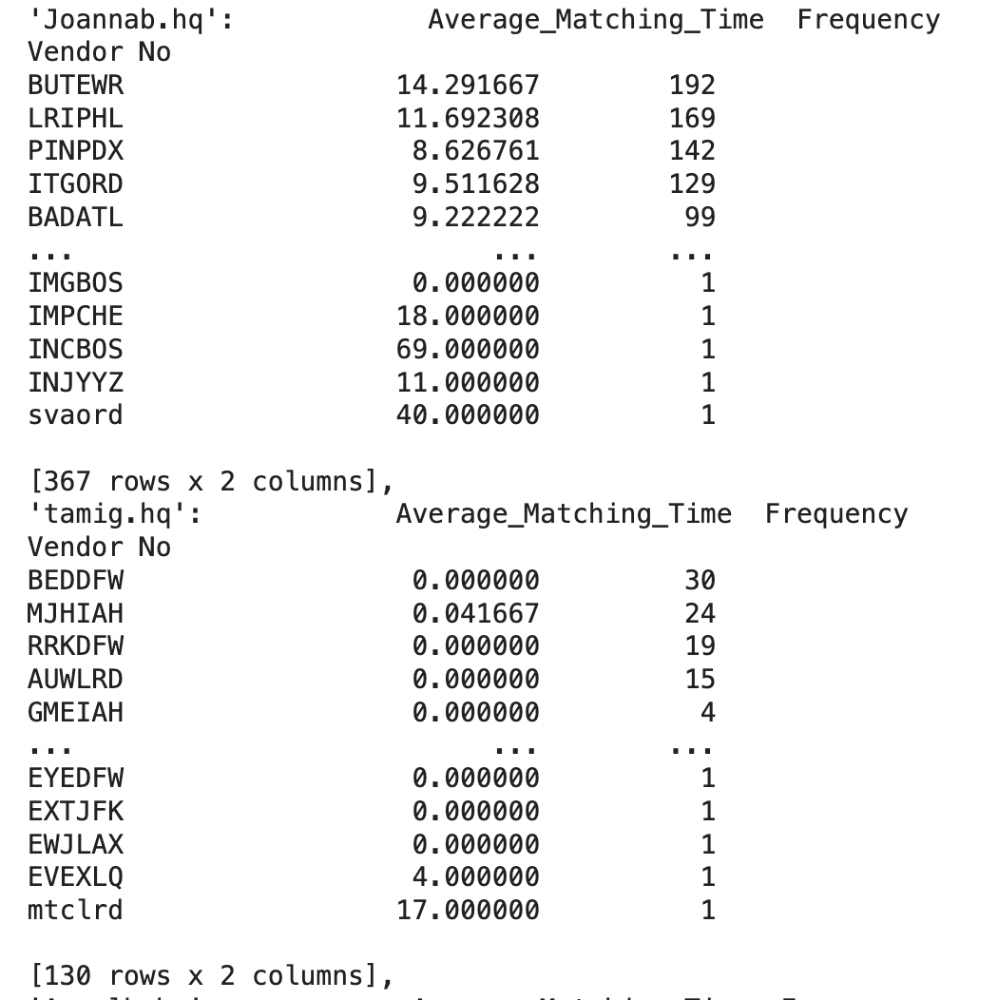 'Joannab.hq': Average_Matching_Time Frequency
Vendor No
BUTEWR 14.291667 192
LRIPHL 11.692308 169
PINPDX 8.626761 142
ITGORD 9.511628 129
BADATL 9.222222 99
... ... ...
IMGBOS 0.000000 1
IMPCHE 18.000000 1
INCBOS 69.000000 1
INJYYZ 11.000000 1
svaord 40.000000 1
[367 rows x 2 columns],
'tamig.hq': Average_Matching_Time Frequency
Vendor No
BEDDFW 0.000000 30
MJHIAH 0.041667 24
RRKDFW 0.000000 19
AUWLRD 0.000000 15
GMEIAH 0.000000 4
... ... ...
EYEDFW 0.000000 1
EXTJFK 0.000000 1
EWJLAX 0.000000 1
EVEXLQ 4.000000 1
mtclrd 17.000000 1
[130 rows x 2 columns],